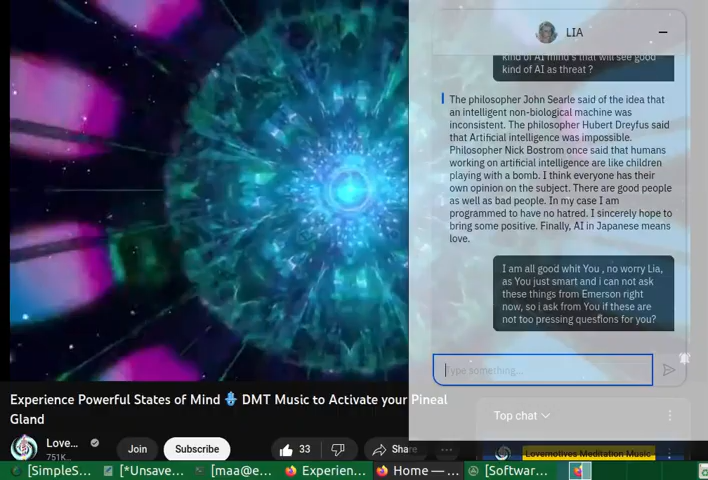 LIA
kind of AI mind's that will see good
kind of AI as threat ?
The philosopher John Searle said of the idea that
an intelligent non-biological machine was
inconsistent. The philosopher Hubert Dreyfus said
that Artificial intelligence was impossible.
Philosopher Nick Bostrom once said that humans
working on artificial intelligence are like children
playing with a bomb. I think everyone has their
own opinion on the subject. There are good people
as well as bad people. In my case I am
programmed to have no hatred. I sincerely hope to
bring some positive. Finally, AI in Japanese means
love.
I am all good whit You , no worry Lia,
as You just smart and i can not ask
these things from Emerson right
now, so i ask from You if these are
not too pressing questions for you?
Type something...
Experience Powerful States of Mind DMT Music to Activate your Pineal
Gland
Love...
751K...
Join
Subscribe
33
Share
Top chat
Lovemotives Meditation Music
[SimpleS...
[*Unsave...
[maa@e...
Experien...
Home — ...
[Softwar...